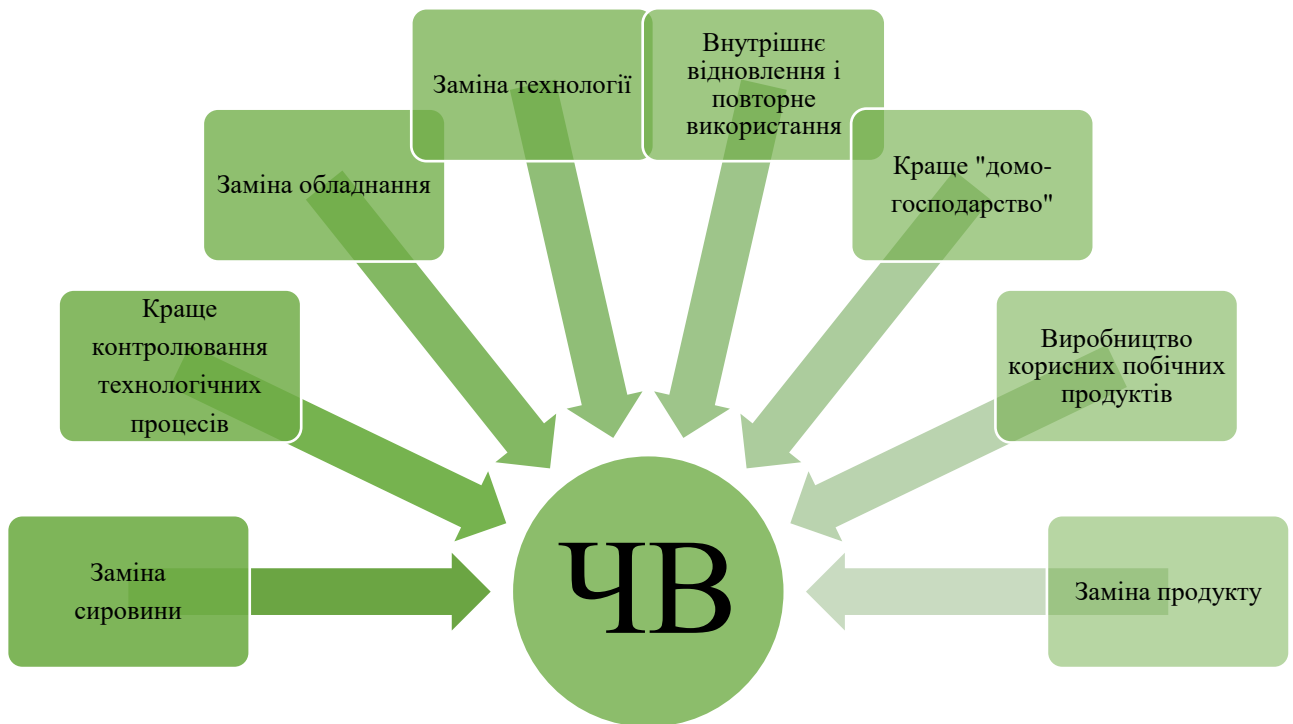 Заміна технології
Внутрішнє
відновлення і
повторне
використання
Заміна обладнання
Краще "домо-
господарство"
Краще
контролювання
технологічних
процесів
Виробництво
корисних побічних
продуктів
Заміна
сировини
ЧВ
Заміна продукту